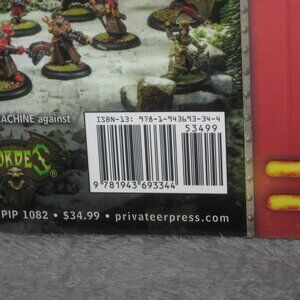 ISBN-13: 978-1-943693-34-4
53499
MACHINE against
ORDES
®
9 781943 693344
PIP 1082 • $34.99 • privateerpress.com